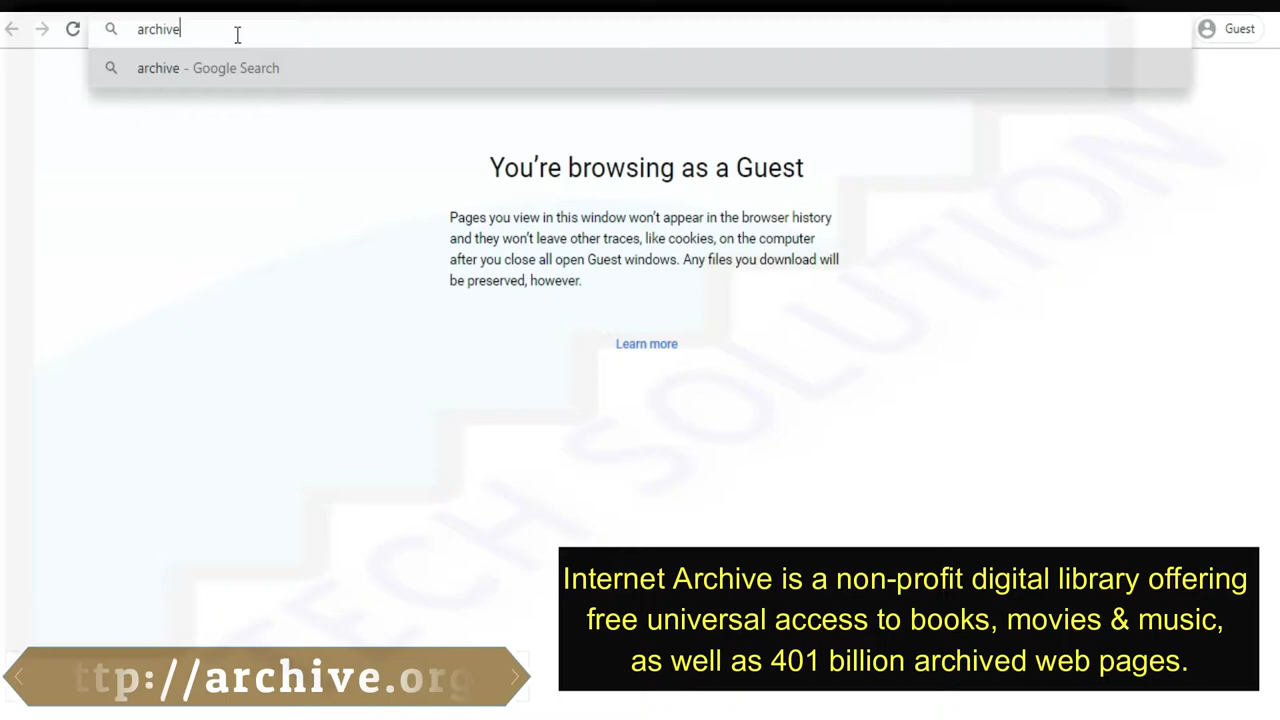 archive
Guest
archive - Google Search
You're browsing as a Guest
Pages you view in this window won't appear in the browser history
and they won't leave other traces, like cookies, on the computer
after you close all open Guest windows. Any files you download will
be preserved, however.
Learn more
TECH SOLUTION
Internet Archive is a non-profit digital library offering
free universal access to books, movies & music,
as well as 401 billion archived web pages.
ttp://archive.org